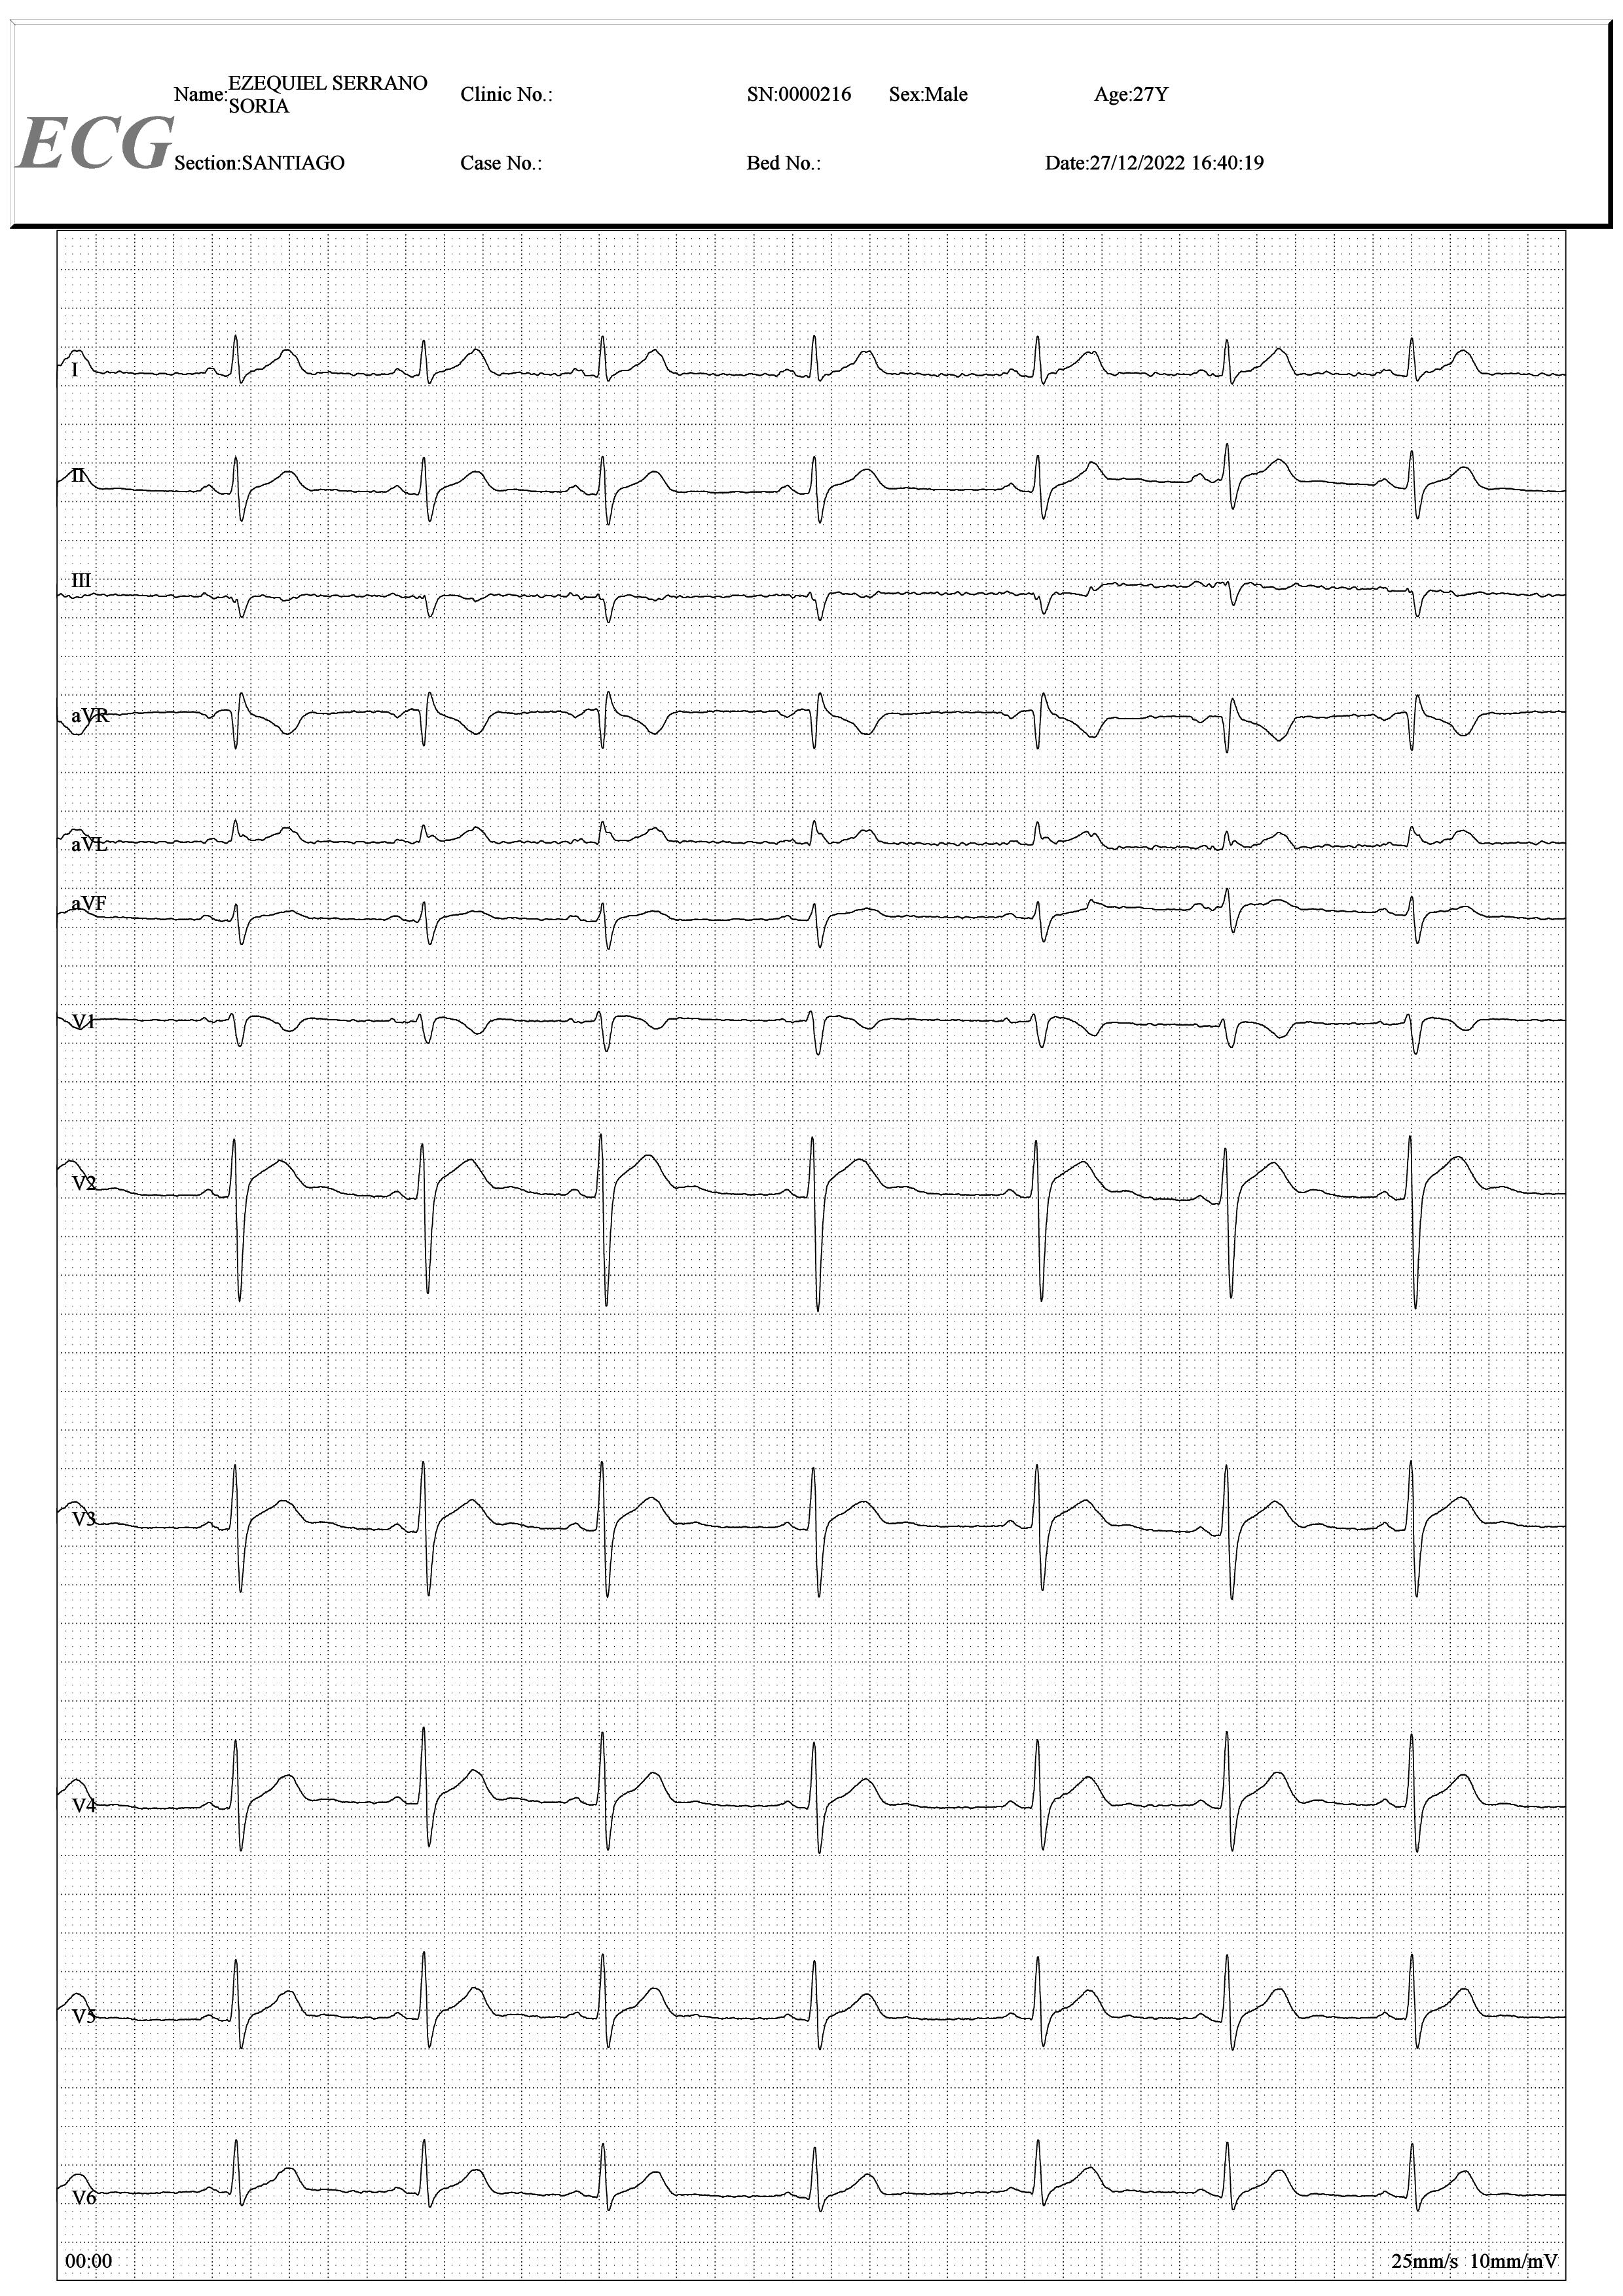 ECG
Name:EZEQUIEL SERRANO SORIA
Clinic No.:
SN:0000216
Sex:Male
Age:27Y
Section:SANTIAGO
Case No.:
Bed No.:
Date:27/12/2022 16:40:19
I
II
III
aVR
aVL
aVF
V1
V2
V3
V4
V5
V6
00:00
25mm/s 10mm/mV